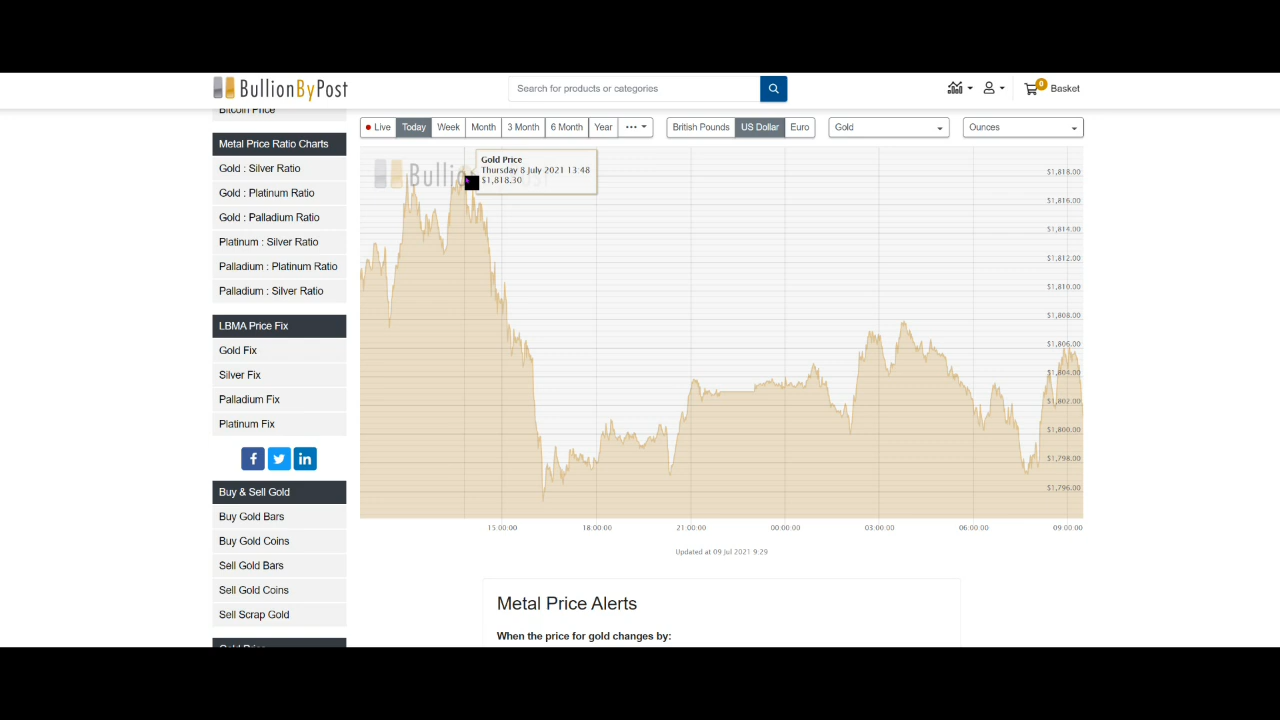 BullionByPost
Search for products or categories
0
Basket
Bitcoin Price
Metal Price Ratio Charts
Gold : Silver Ratio
Gold : Platinum Ratio
Gold : Palladium Ratio
Platinum : Silver Ratio
Palladium : Platinum Ratio
Palladium : Silver Ratio
LBMA Price Fix
Gold Fix
Silver Fix
Palladium Fix
Platinum Fix
Buy & Sell Gold
Buy Gold Bars
Buy Gold Coins
Sell Gold Bars
Sell Gold Coins
Sell Scrap Gold
Gold Price
Live Today Week Month 3 Month 6 Month Year
British Pounds US Dollar Euro
Gold
Ounces
Gold Price
Thursday 8 July 2021 13 48
$1,818.30
$1,818.00
$1,816.00
$1,814.00
$1,812.00
$1,810.00
$1,808.00
$1,806.00
$1,804.00
$1,802.00
$1,800.00
$1,798.00
$1,796.00
15:00:00 18:00:00 21:00:00 00:00:00 03:00:00 06:00:00 09:00:00
Updated at 09 Jul 2021 9:29
Metal Price Alerts
When the price for gold changes by: